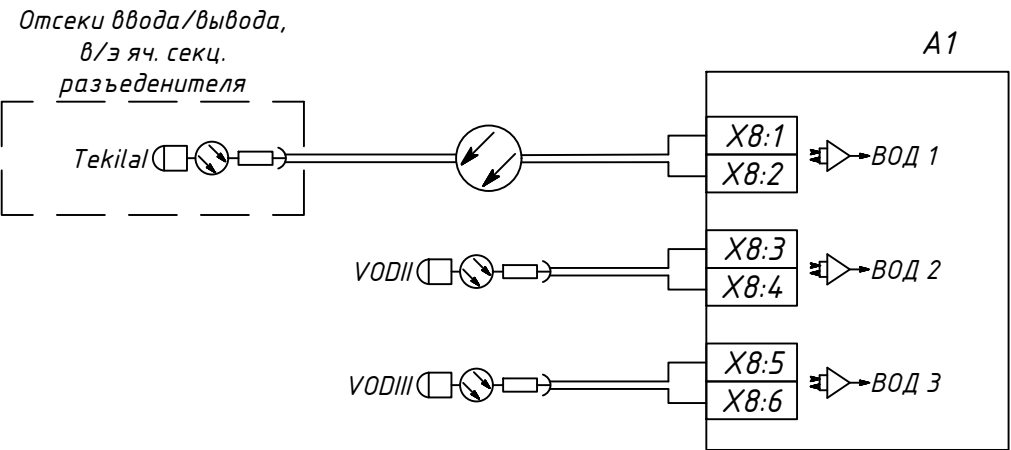 Отсеки ввода/вывода,
в/э яч. секц.
разъеденителя
A1
TekilaI
X8:1
X8:2
ВОД 1
VODII
X8:3
X8:4
ВОД 2
VODIII
X8:5
X8:6
ВОД 3